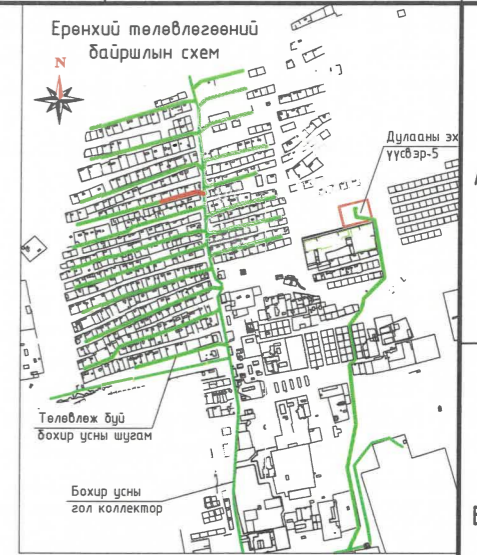 Ерөнхий төлөвлөгөөний
байршлын схем
N
Дулааны эх
үүсвэр-5
Төлөвлөж буй
бохир усны шугам
Бохир усны
гол коллектор